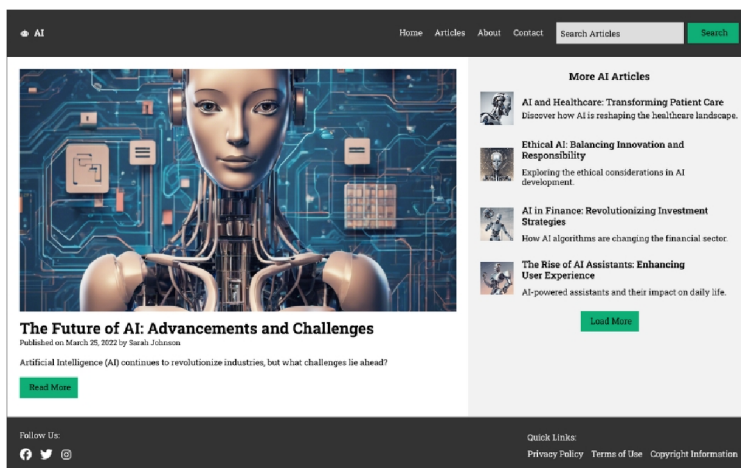 AI
Home Articles About Contact Search Articles Search
The Future of AI: Advancements and Challenges
Published on March 25, 2022 by Sarah Johnson
Artificial Intelligence (AI) continues to revolutionize industries, but what challenges lie ahead?
Read More
More AI Articles
AI and Healthcare: Transforming Patient Care
Discover how AI is reshaping the healthcare landscape.
Ethical AI: Balancing Innovation and
Responsibility
Exploring the ethical considerations in AI
development.
AI in Finance: Revolutionizing Investment
Strategies
How AI algorithms are changing the financial sector.
The Rise of AI Assistants: Enhancing
User Experience
AI-powered assistants and their impact on daily life.
Load More
Follow Us:
Quick Links:
Privacy Policy Terms of Use Copyright Information